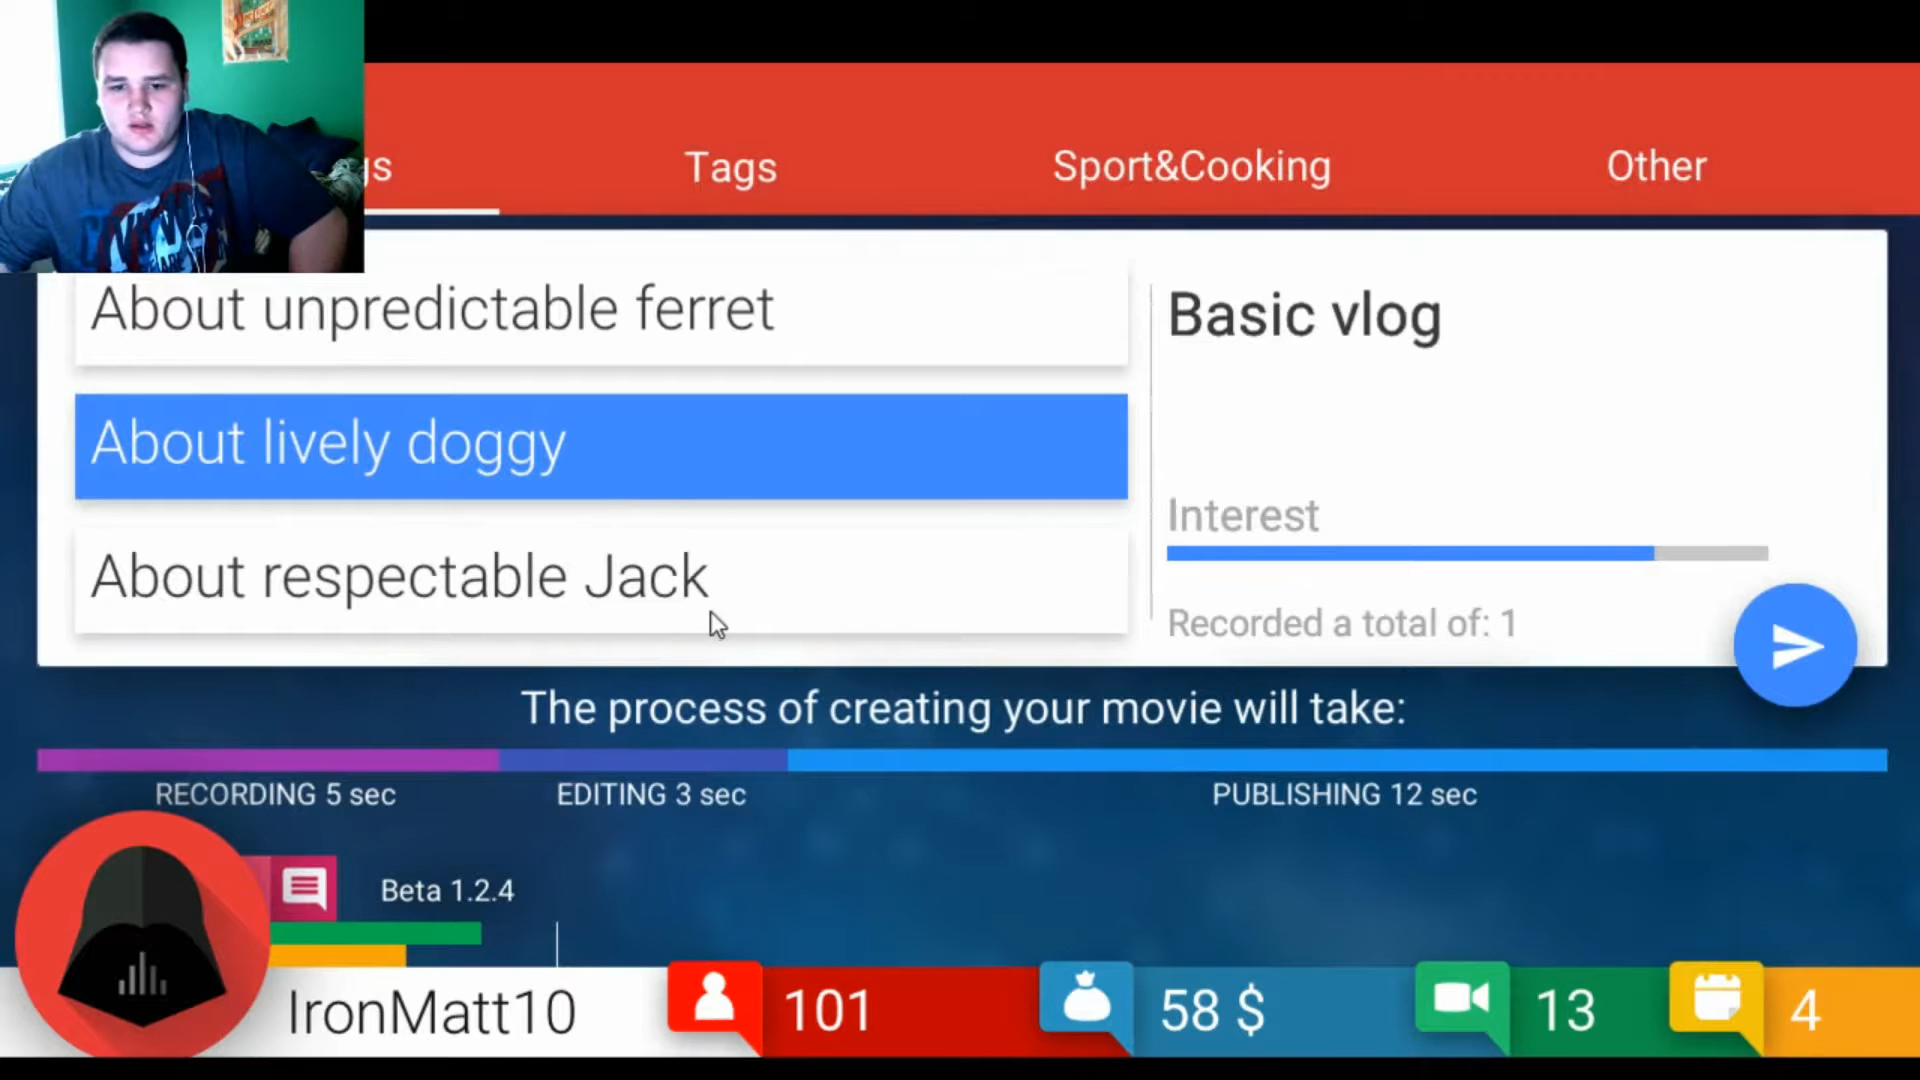 gs
Tags
Sport&Cooking
Other
About unpredictable ferret
About lively doggy
About respectable Jack
Basic vlog
Interest
Recorded a total of: 1
The process of creating your movie will take:
RECORDING 5 sec
EDITING 3 sec
PUBLISHING 12 sec
Beta 1.2.4
IronMatt10
101
58 $
13
4